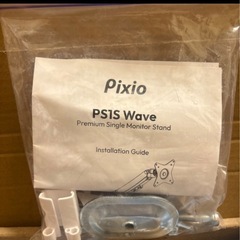 Pixio
PS1S Wave
Premium Single Monitor Stand
Installation Guide